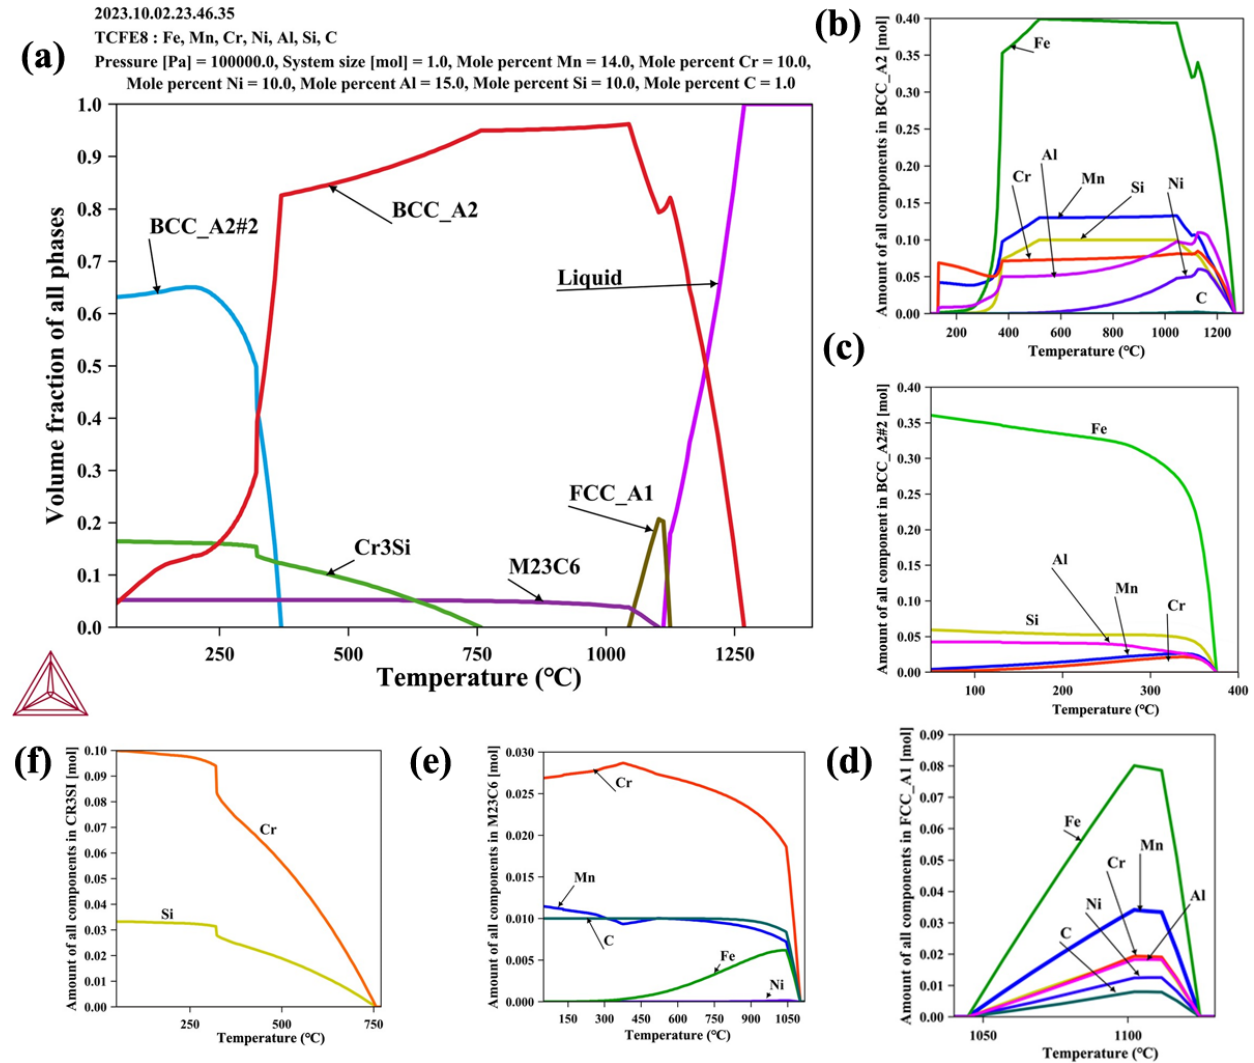 2023.10.02.23.46.35
TCFE8 : Fe, Mn, Cr, Ni, Al, Si, C
Pressure [Pa] = 100000.0, System size [mol] = 1.0, Mole percent Mn = 14.0, Mole percent Cr = 10.0,
Mole percent Ni = 10.0, Mole percent Al = 15.0, Mole percent Si = 10.0, Mole percent C = 1.0
(a)
Volume fraction of all phases
1.0
0.9
0.8
0.7
0.6
0.5
0.4
0.3
0.2
0.1
0.0
BCC_A2#2
BCC_A2
Liquid
FCC_A1
Cr3Si
M23C6
250
500
750
1000
1250
Temperature (℃)
(b)
Amount of all components in BCC_A2 [mol]
0.40
0.35
0.30
0.25
0.20
0.15
0.10
0.05
0.00
Fe
Al
Cr
Mn
Si
Ni
C
200
400
600
800
1000
1200
Temperature (℃)
(c)
Amount of all component in BCC_A2#2 [mol]
0.40
0.35
0.30
0.25
0.20
0.15
0.10
0.05
0.00
Fe
Al
Mn
Cr
Si
100
200
300
400
Temperature (℃)
(f)
Amount of all components in CR3SI [mol]
0.10
0.09
0.08
0.07
0.06
0.05
0.04
0.03
0.02
0.01
0.00
Cr
Si
250
500
750
Temperature (℃)
(e)
Amount of all components in M23C6 [mol]
0.030
0.025
0.020
0.015
0.010
0.005
0.000
Cr
Mn
C
Fe
Ni
150
300
450
600
750
900
1050
Temperature (℃)
(d)
Amount of all components in FCC_A1 [mol]
0.09
0.08
0.07
0.06
0.05
0.04
0.03
0.02
0.01
0.00
Fe
Mn
Cr
Ni
Al
C
1050
1100
Temperature (℃)